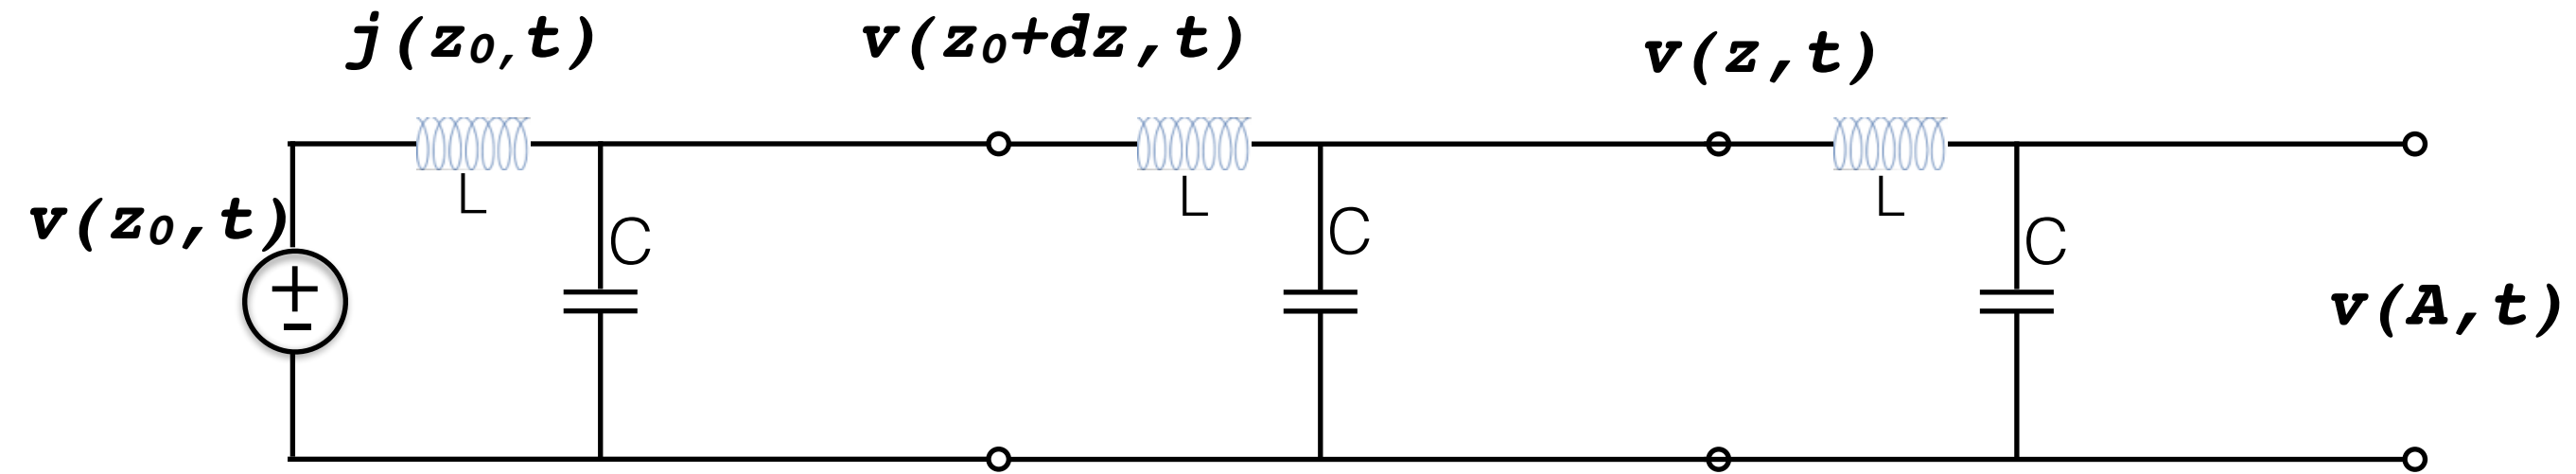 j(z₀,t)
v(z₀+dz,t)
v(z,t)
L
L
L
v(z₀,t)
C
C
C
+
-
v(A,t)